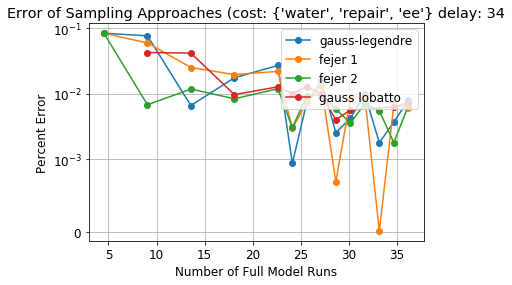 Error of Sampling Approaches (cost: {'water', 'repair', 'ee'} delay: 34
10⁻¹
10⁻²
10⁻³
0
Percent Error
gauss-legendre
fejer 1
fejer 2
gauss lobatto
5 10 15 20 25 30 35
Number of Full Model Runs